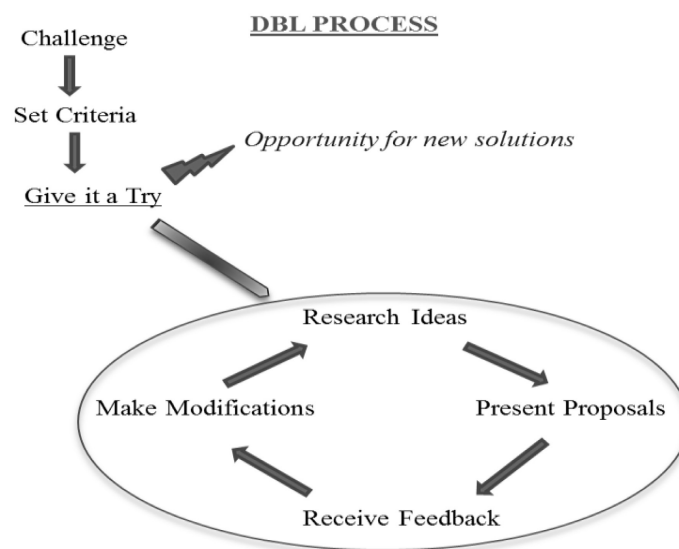 DBL PROCESS
Challenge
Set Criteria
Opportunity for new solutions
Give it a Try
Research Ideas
Make Modifications
Present Proposals
Receive Feedback